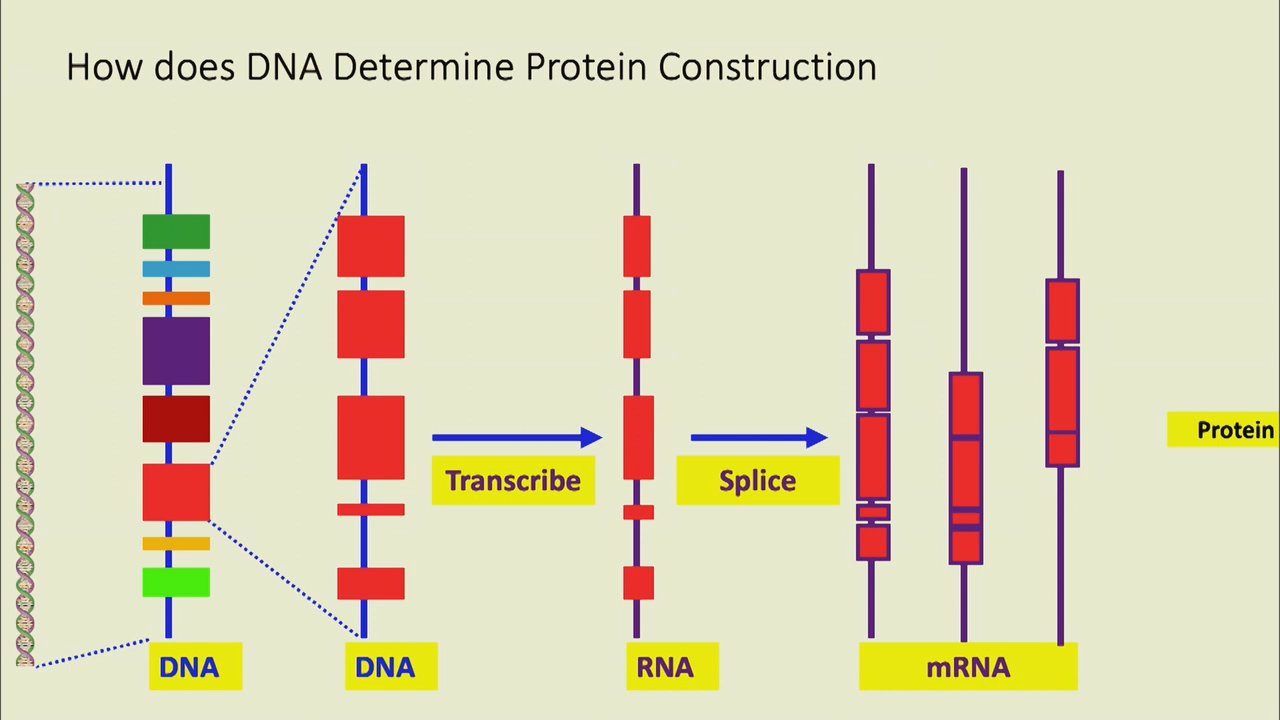 How does DNA Determine Protein Construction
Transcribe
Splice
Protein
DNA
DNA
RNA
mRNA